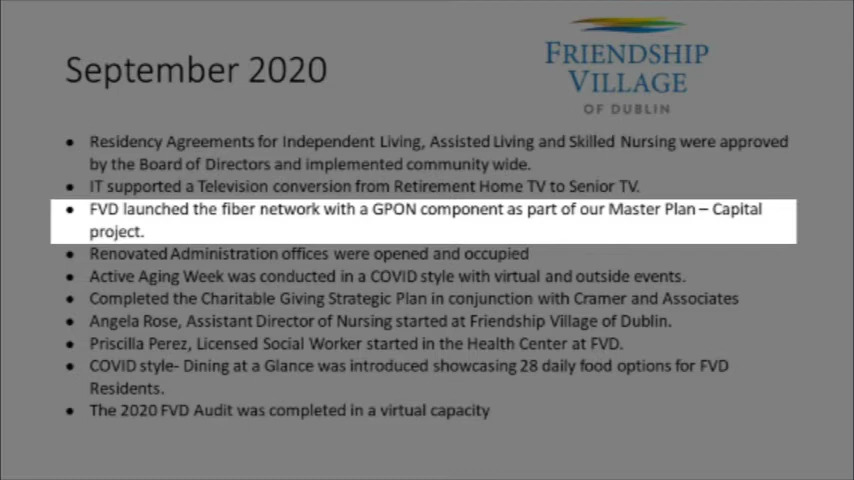 September 2020
FRIENDSHIP
VILLAGE
OF DUBLIN
• Residency Agreements for Independent Living, Assisted Living and Skilled Nursing were approved
by the Board of Directors and implemented community wide.
• IT supported a Television conversion from Retirement Home TV to Senior TV.
• FVD launched the fiber network with a GPON component as part of our Master Plan – Capital
project.
• Renovated Administration offices were opened and occupied
• Active Aging Week was conducted in a COVID style with virtual and outside events.
• Completed the Charitable Giving Strategic Plan in conjunction with Cramer and Associates
• Angela Rose, Assistant Director of Nursing started at Friendship Village of Dublin.
• Priscilla Perez, Licensed Social Worker started in the Health Center at FVD.
• COVID style- Dining at a Glance was introduced showcasing 28 daily food options for FVD
Residents.
• The 2020 FVD Audit was completed in a virtual capacity